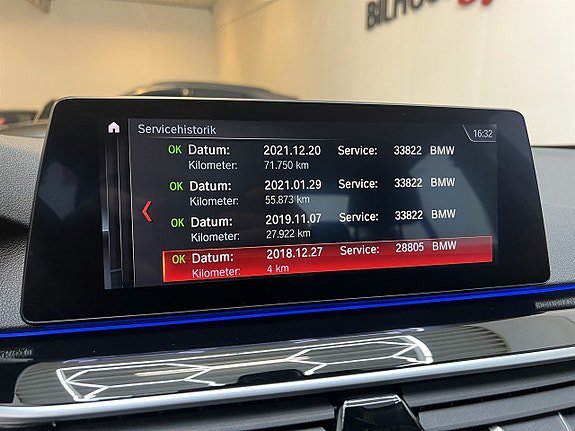 Servicehistorik
16:32
OK Datum: 2021.12.20 Service: 33822 BMW
Kilometer: 71.750 km
OK Datum: 2021.01.29 Service: 33822 BMW
Kilometer: 55.873 km
OK Datum: 2019.11.07 Service: 33822 BMW
Kilometer: 27.922 km
OK Datum: 2018.12.27 Service: 28805 BMW
Kilometer: 4 km